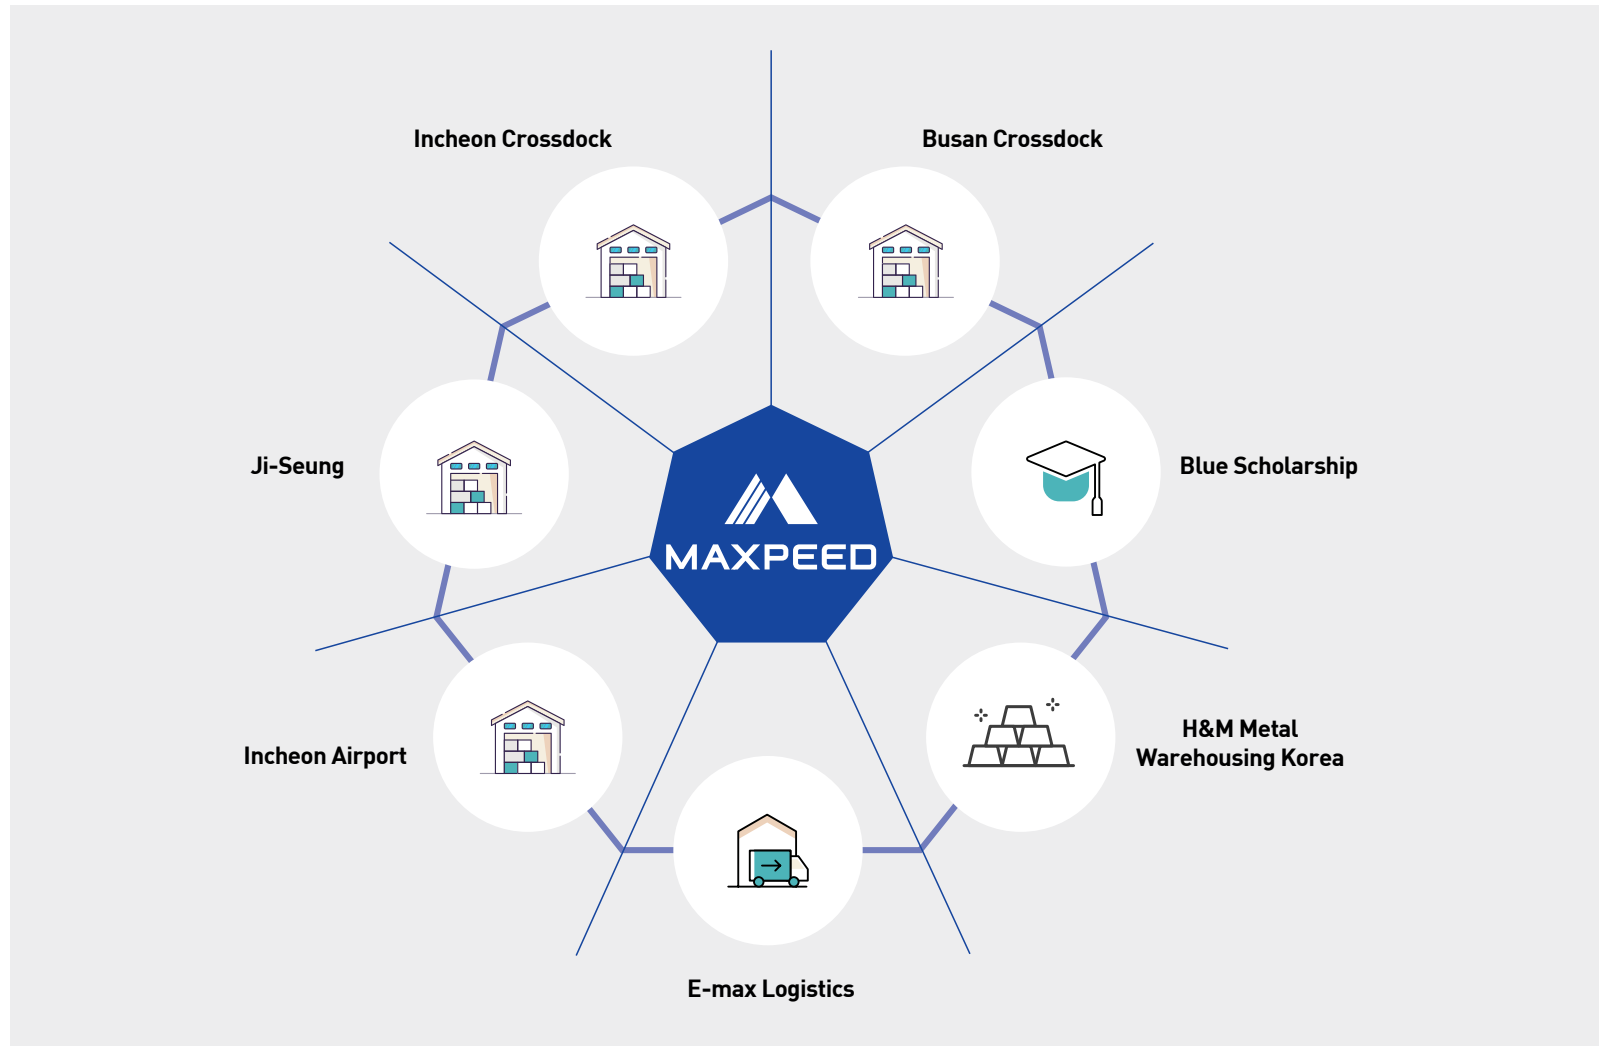 Incheon Crossdock
Busan Crossdock
Ji-Seung
Blue Scholarship
MAXPEED
Incheon Airport
H&M Metal
Warehousing Korea
E-max Logistics